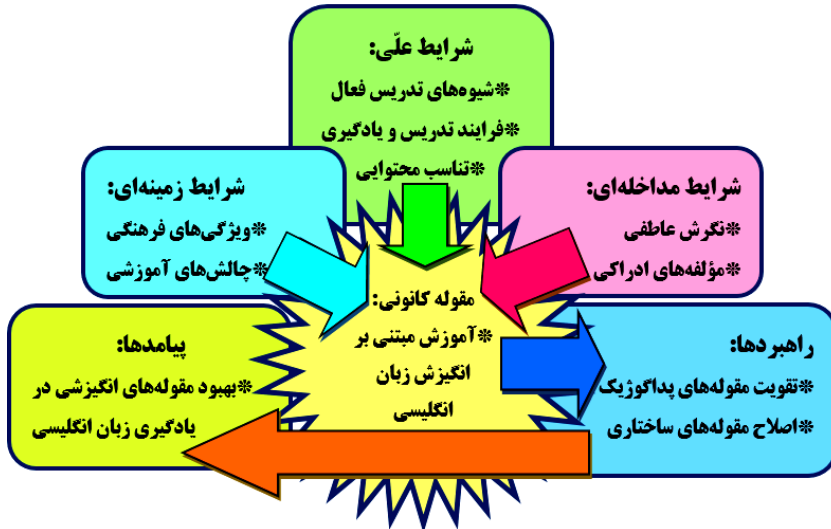 شرایط علّی:
*شیوه‌های تدریس فعال
*فرایند تدریس و یادگیری
*تناسب محتوایی
شرایط مداخله‌ای:
*نگرش عاطفی
*مؤلفه‌های ادراکی
شرایط زمینه‌ای:
*ویژگی‌های فرهنگی
*چالش‌های آموزشی
مقوله کانونی:
*آموزش مبتنی بر
انگیزش زبان
انگلیسی
راهبردها:
*تقویت مقوله‌های پداگوژیک
*اصلاح مقوله‌های ساختاری
پیامدها:
*بهبود مقوله‌های انگیزشی در
یادگیری زبان انگلیسی